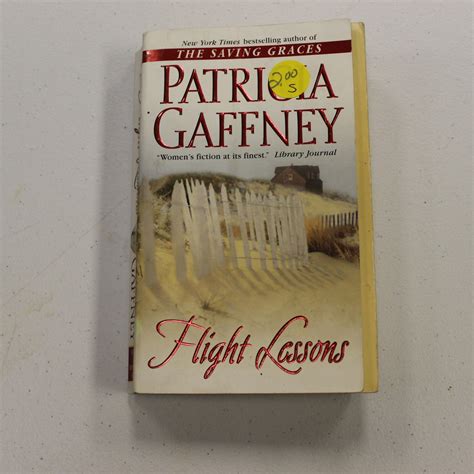 New York Times bestselling author of
THE SAVING GRACES
PATRICIA
2.00
S
GAFFNEY
"Women's fiction at its finest." Library Journal
Flight Lessons
GAFFNEY